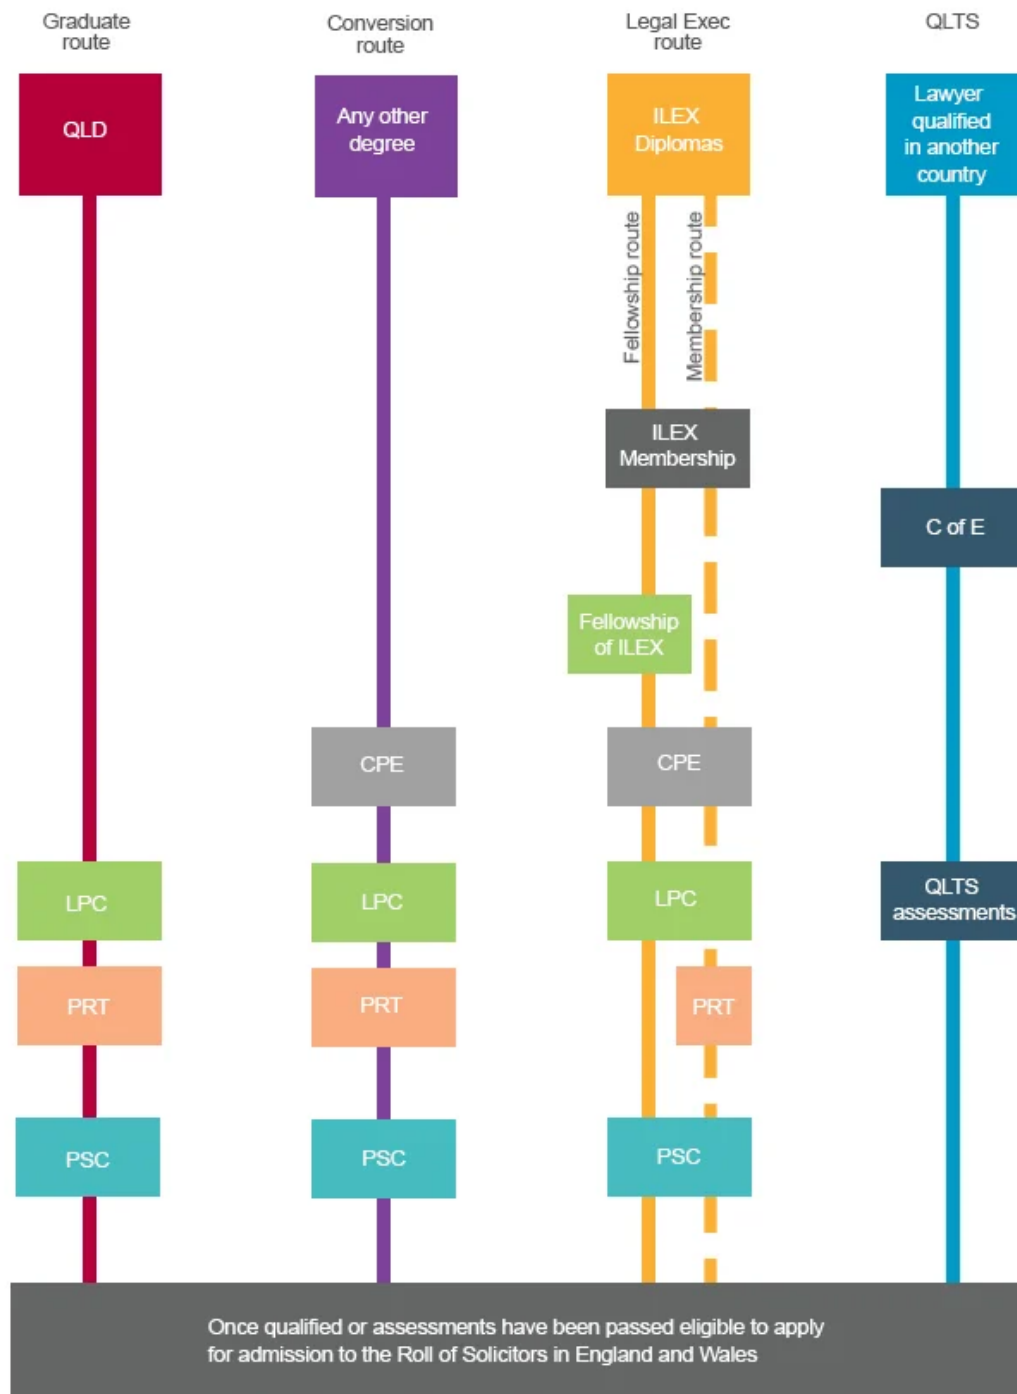 Graduate
route
Conversion
route
Legal Exec
route
QLTS
QLD
Any other
degree
ILEX
Diplomas
Lawyer
qualified
in another
country
Fellowship route
Membership route
ILEX
Membership
C of E
Fellowship
of ILEX
CPE
CPE
LPC
LPC
LPC
QLTS
assessments
PRT
PRT
PRT
PSC
PSC
PSC
Once qualified or assessments have been passed eligible to apply
for admission to the Roll of Solicitors in England and Wales